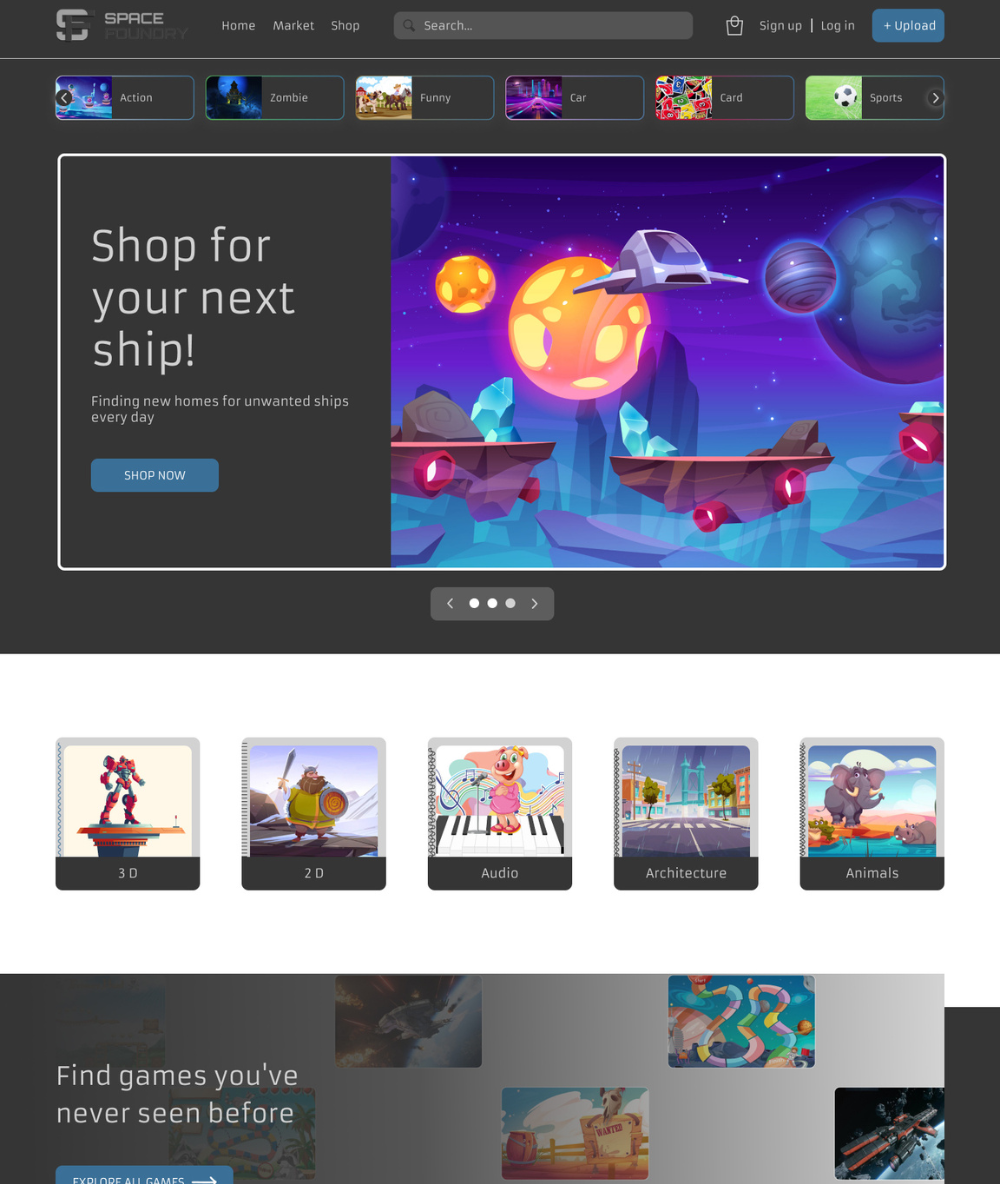 SPACE
FOUNDRY
Home Market Shop
Search...
Sign up | Log in
+ Upload
Action
Zombie
Funny
Car
Card
Sports
Shop for
your next
ship!
Finding new homes for unwanted ships
every day
SHOP NOW
3 D
2 D
Audio
Architecture
Animals
Find games you've
never seen before
WANTED
EXPLORE ALL GAMES